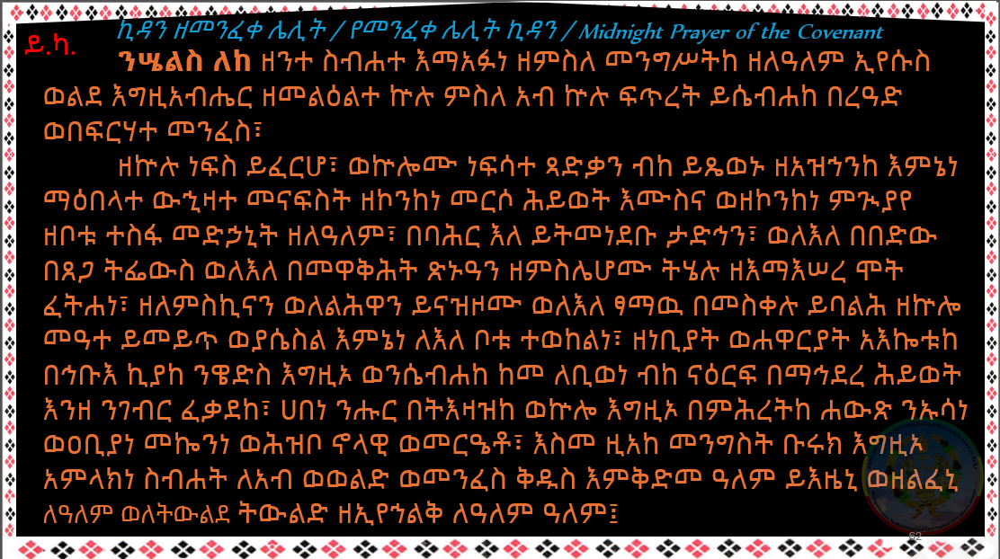 ኪዳን ዘመንፈቀ ሌሊት / የመንፈቀ ሌሊት ኪዳን / Midnight Prayer of the Covenant
ይ.ካ.
ንሤልስ ለከ ዘንተ ስብሐተ እማአፉነ ዘምስለ መንግሥትከ ዘለዓለም ኢየሱስ
ወልደ እግዚአብሔር ዘመልዕልተ ኵሉ ምስለ አብ ኵሉ ፍጥረት ይሴብሐከ በረዓድ
ወበፍርሃተ መንፈስ፣
ዘኵሉ ነፍስ ይፈርሆ፣ ወኵሎሙ ነፍሳተ ጻድቃን ብከ ይጼወኑ ዘአዝኀንከ እምኔነ
ማዕበላተ ውኂዛተ መናፍስት ዘኮንከነ መርሶ ሕይወት እሙስና ወዘኮንከነ ምጒያየ
ዘቦቱ ተስፋ መድኃኒት ዘለዓለም፣ በባሕር እለ ይትመነደቡ ታድኅን፣ ወለእለ በበድው
በጸጋ ትፌውስ ወለእለ በመዋቅሕት ጽኑዓን ዘምስሌሆሙ ትሄሉ ዘእማእሠረ ሞት
ፈትሐነ፣ ዘለምስኪናን ወለልሕዋን ይናዝዞሙ ወለእለ ፃማዉ በመስቀሉ ይባልሕ ዘኵሎ
መዓተ ይመይጥ ወያሴስል እምኔነ ለእለ ቦቱ ተወከልነ፣ ዘነቢያት ወሐዋርያት አእኰቱከ
በኅቡእ ኪያከ ንዌድስ እግዚኦ ወንሴብሐከ ከመ ለቢወነ ብከ ናዕርፍ በማኅደረ ሕይወት
እንዘ ንገብር ፈቃደከ፣ ሀበነ ንሑር በትእዛዝከ ወኵሎ እግዚኦ በምሕረትከ ሐውጽ ንኡሳነ
ወዐቢያነ መኰንነ ወሕዝቦ ኖላዊ ወመርዔቶ፣ እስመ ዚአከ መንግስት ቡሩክ እግዚኦ
አምላክነ ስብሐት ለአብ ወወልድ ወመንፈስ ቅዱስ እምቅድመ ዓለም ይእዜኒ ወዘልፈኒ
ለዓለም ወለትውልደ ትውልድ ዘኢየኀልቅ ለዓለም ዓለም፤
62